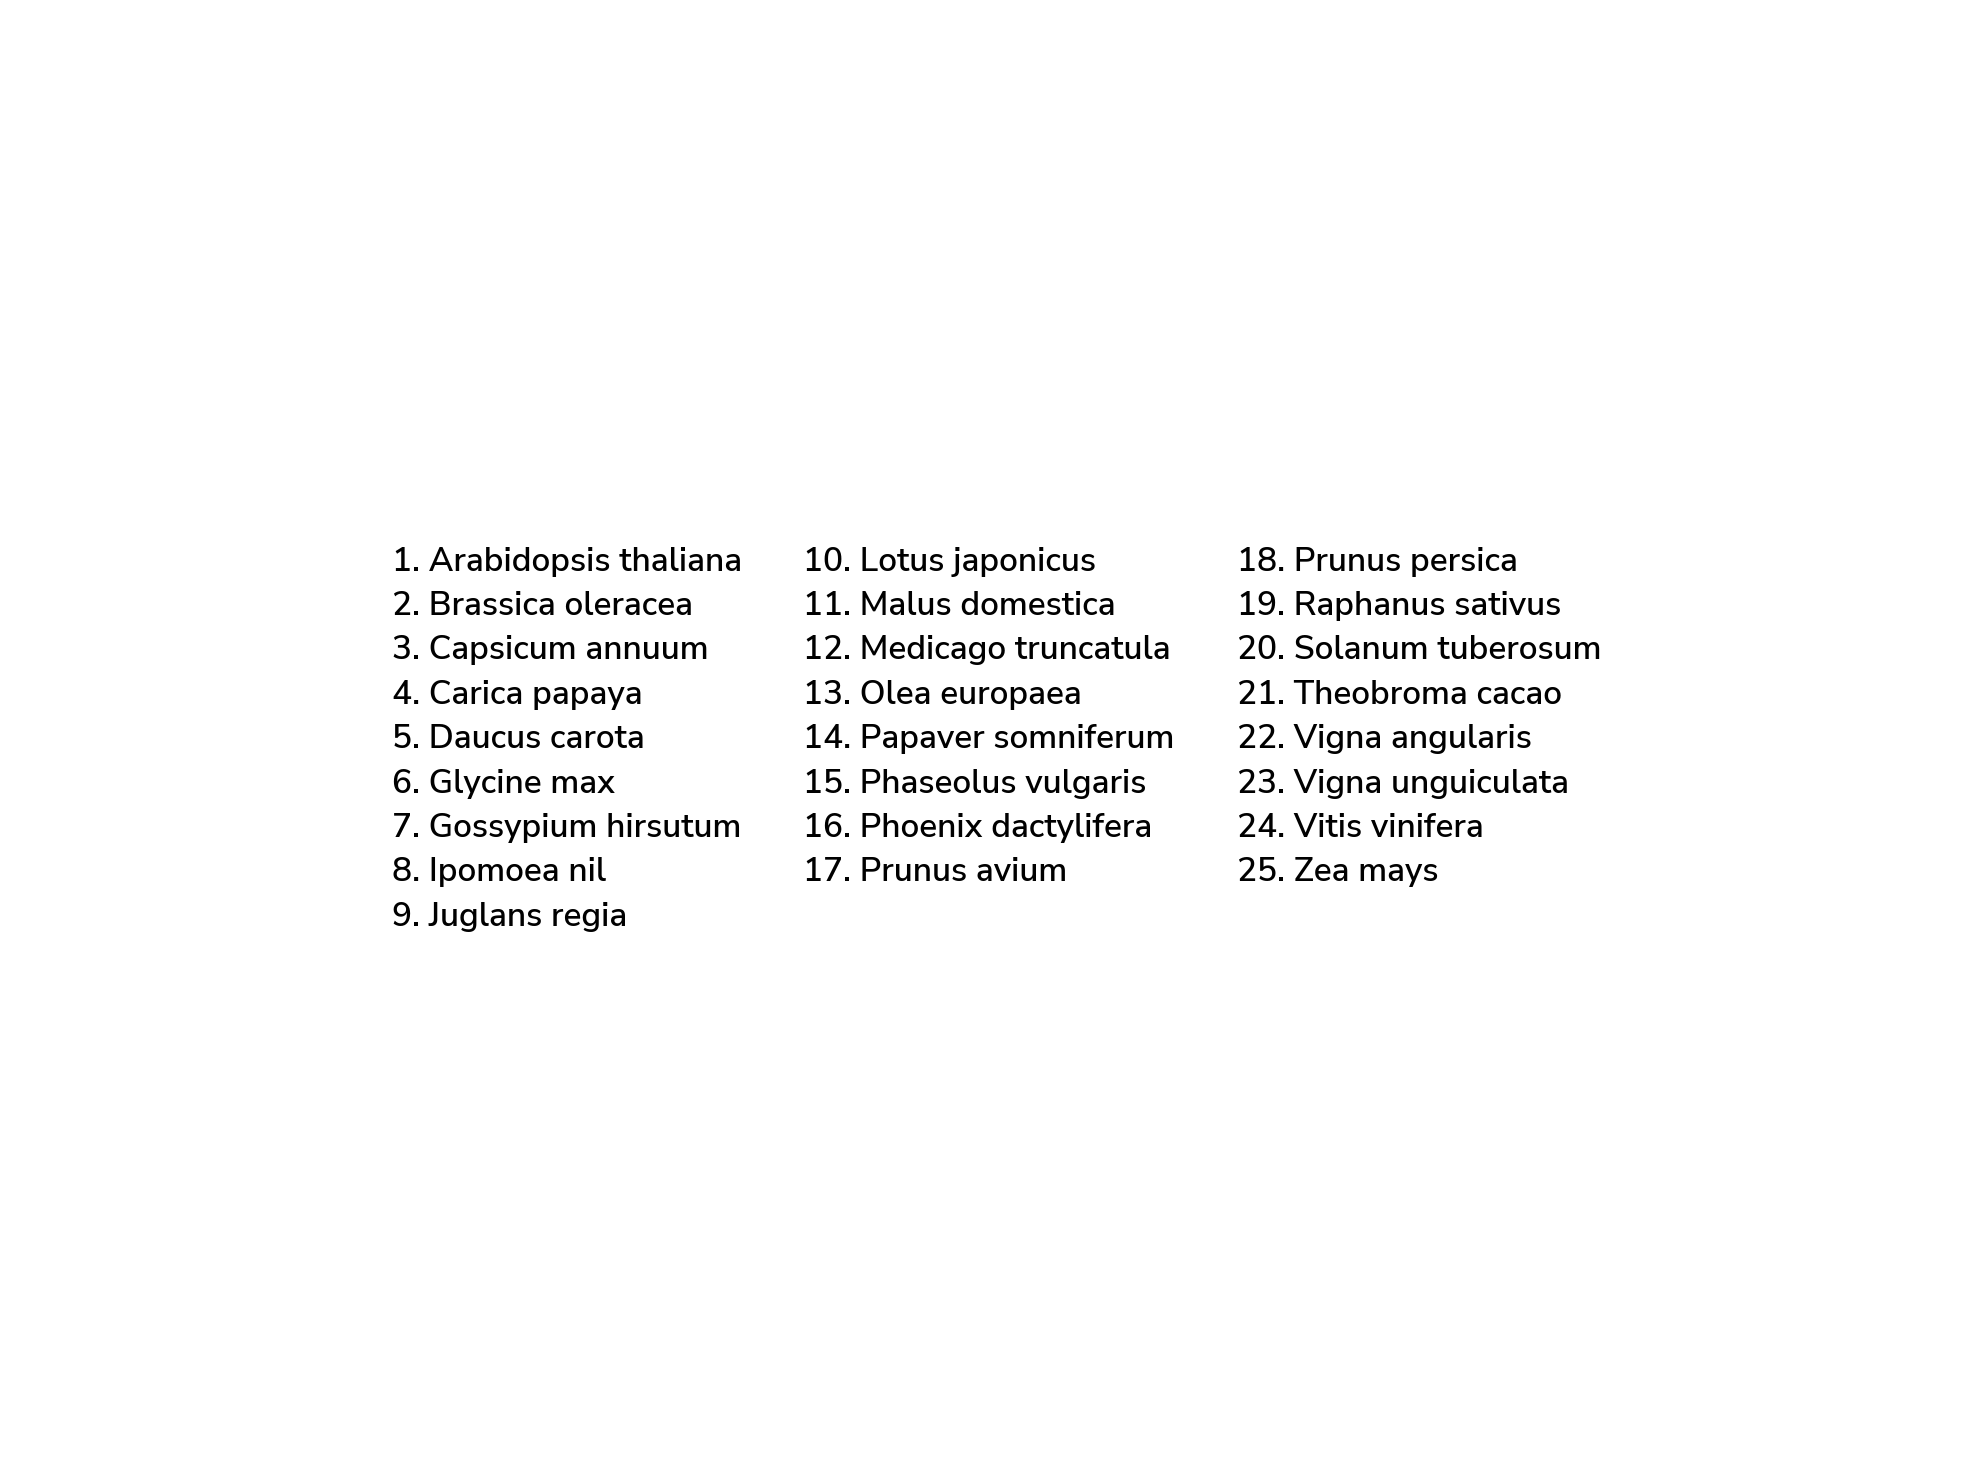 1. Arabidopsis thaliana
2. Brassica oleracea
3. Capsicum annuum
4. Carica papaya
5. Daucus carota
6. Glycine max
7. Gossypium hirsutum
8. Ipomoea nil
9. Juglans regia
10. Lotus japonicus
11. Malus domestica
12. Medicago truncatula
13. Olea europaea
14. Papaver somniferum
15. Phaseolus vulgaris
16. Phoenix dactylifera
17. Prunus avium
18. Prunus persica
19. Raphanus sativus
20. Solanum tuberosum
21. Theobroma cacao
22. Vigna angularis
23. Vigna unguiculata
24. Vitis vinifera
25. Zea mays